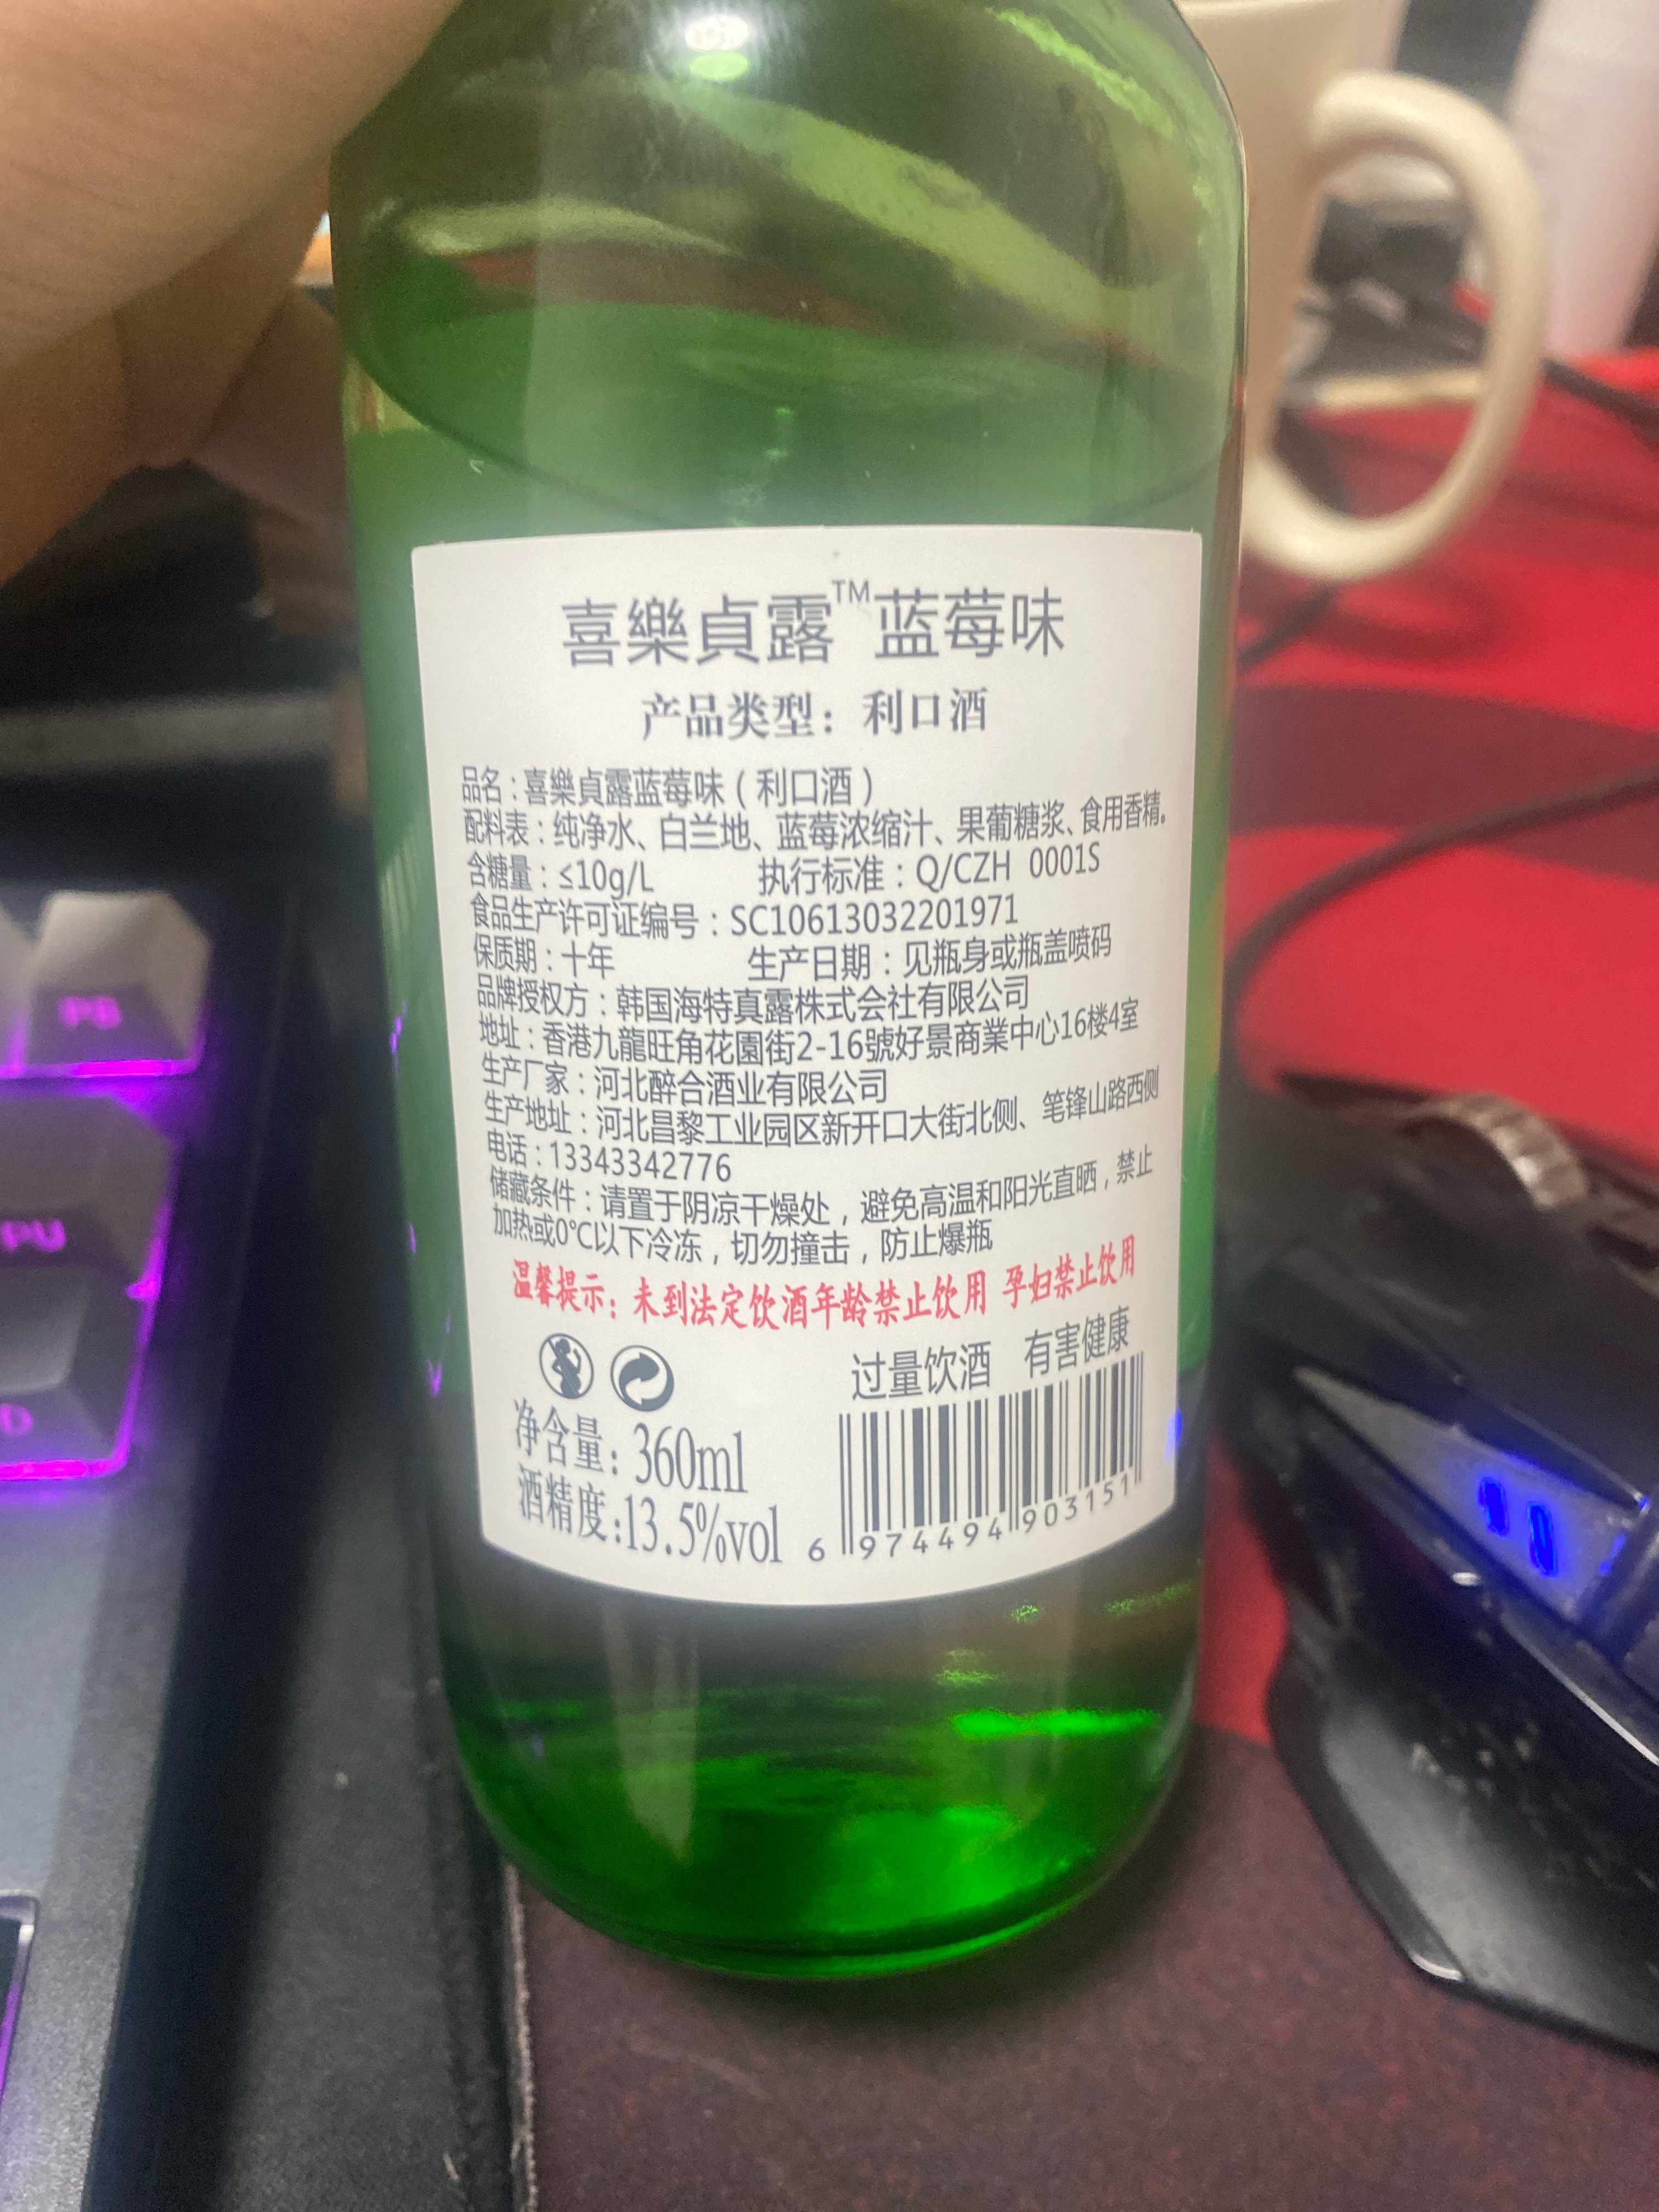 喜樂貞露™蓝莓味
产品类型：利口酒
品名：喜樂貞露蓝莓味（利口酒）
配料表：纯净水、白兰地、蓝莓浓缩汁、果葡糖浆、食用香精。
含糖量：≤10g/L 执行标准：Q/CZH 0001S
食品生产许可证编号：SC10613032201971
保质期：十年 生产日期：见瓶身或瓶盖喷码
品牌授权方：韩国海特真露株式会社有限公司
地址：香港九龍旺角花園街2-16號好景商業中心16楼4室
生产厂家：河北醉合酒业有限公司
生产地址：河北昌黎工业园区新开口大街北侧、笔锋山路西侧
电话：13343342776
储藏条件：请置于阴凉干燥处，避免高温和阳光直晒，禁止
加热或0℃以下冷冻，切勿撞击，防止爆瓶
温馨提示：未到法定饮酒年龄禁止饮用 孕妇禁止饮用
过量饮酒 有害健康
净含量：360ml
酒精度：13.5%vol
6 974494 903151
P8
PU
D